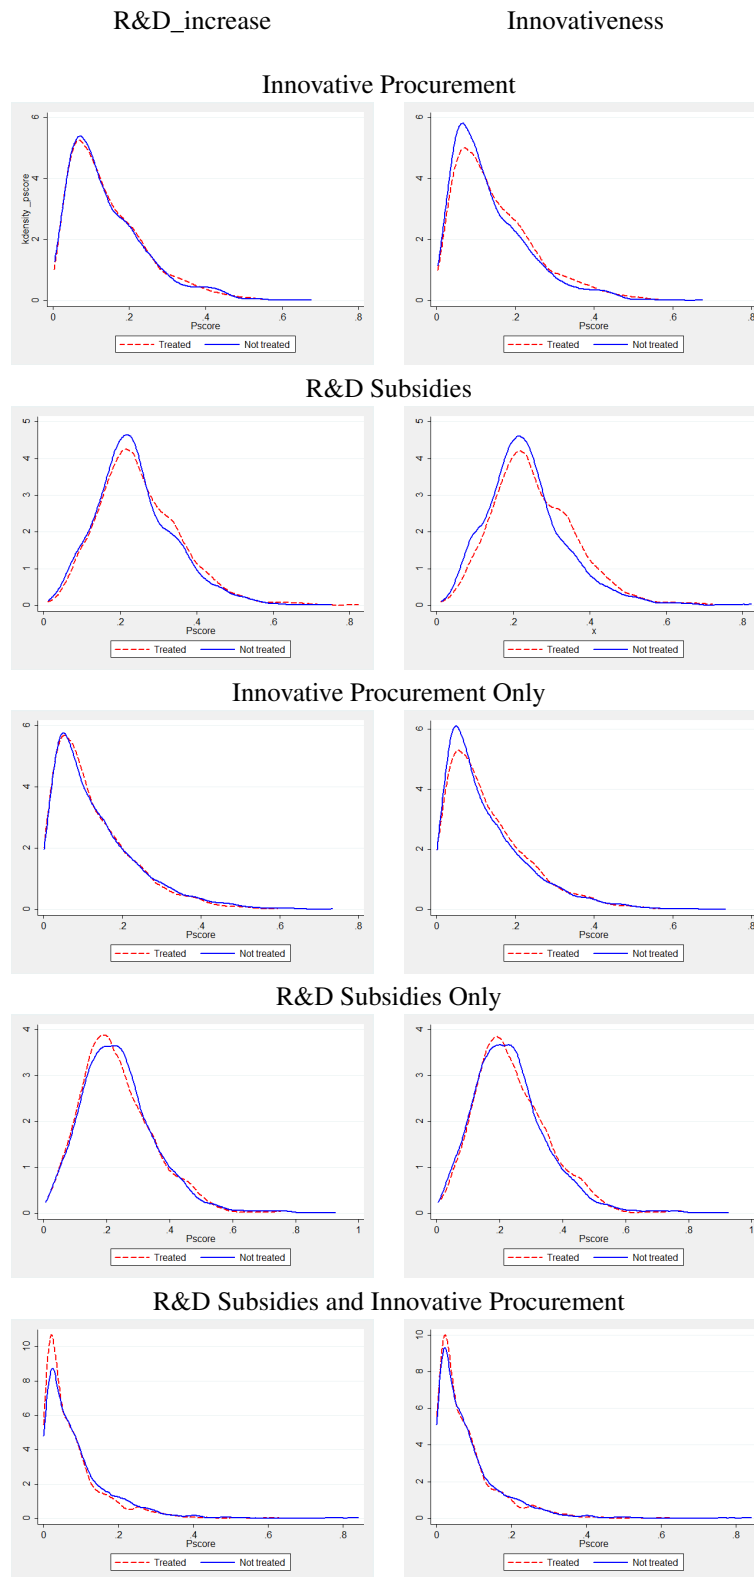 R&D_increase Innovativeness
Innovative Procurement
kdensity _pscore
0 2 4 6
0 .2 .4 .6 .8
Pscore
Treated Not treated
0 2 4 6
0 .2 .4 .6 .8
Pscore
Treated Not treated
R&D Subsidies
0 1 2 3 4 5
0 .2 .4 .6 .8
Pscore
Treated Not treated
0 1 2 3 4 5
0 .2 .4 .6 .8
x
Treated Not treated
Innovative Procurement Only
0 2 4 6
0 .2 .4 .6 .8
Pscore
Treated Not treated
0 2 4 6
0 .2 .4 .6 .8
Pscore
Treated Not treated
R&D Subsidies Only
0 1 2 3 4
0 .2 .4 .6 .8 1
Pscore
Treated Not treated
0 1 2 3 4
0 .2 .4 .6 .8 1
Pscore
Treated Not treated
R&D Subsidies and Innovative Procurement
0 2 4 6 8 10
0 .2 .4 .6 .8
Pscore
Treated Not treated
0 2 4 6 8 10
0 .2 .4 .6 .8
Pscore
Treated Not treated